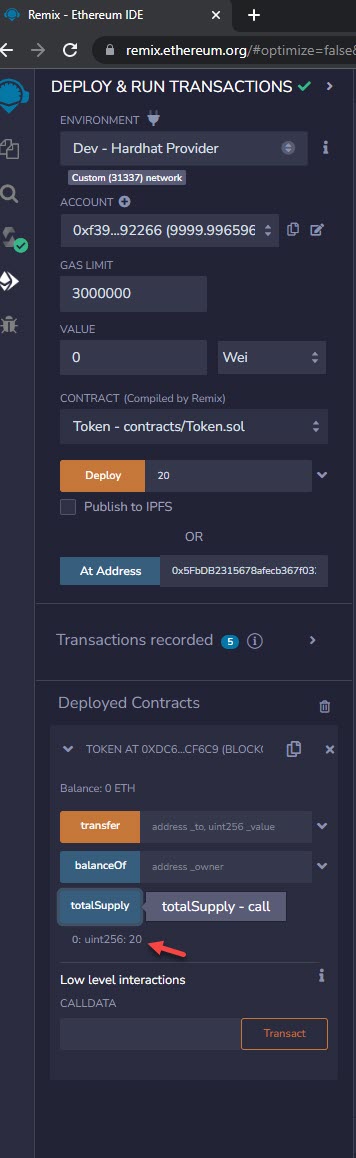 Remix - Ethereum IDE
remix.ethereum.org/#optimize=false&
DEPLOY & RUN TRANSACTIONS
ENVIRONMENT
Dev - Hardhat Provider
Custom (31337) network
ACCOUNT
0xf39...92266 (9999.996596
GAS LIMIT
3000000
VALUE
0 Wei
CONTRACT (Compiled by Remix)
Token - contracts/Token.sol
Deploy 20
Publish to IPFS
OR
At Address 0x5FbDB2315678afecb367f03
Transactions recorded 5
Deployed Contracts
TOKEN AT 0XDC6...CF6C9 (BLOCK
Balance: 0 ETH
transfer address _to, uint256 _value
balanceOf address _owner
totalSupply totalSupply - call
0: uint256: 20
Low level interactions
CALLDATA
Transact